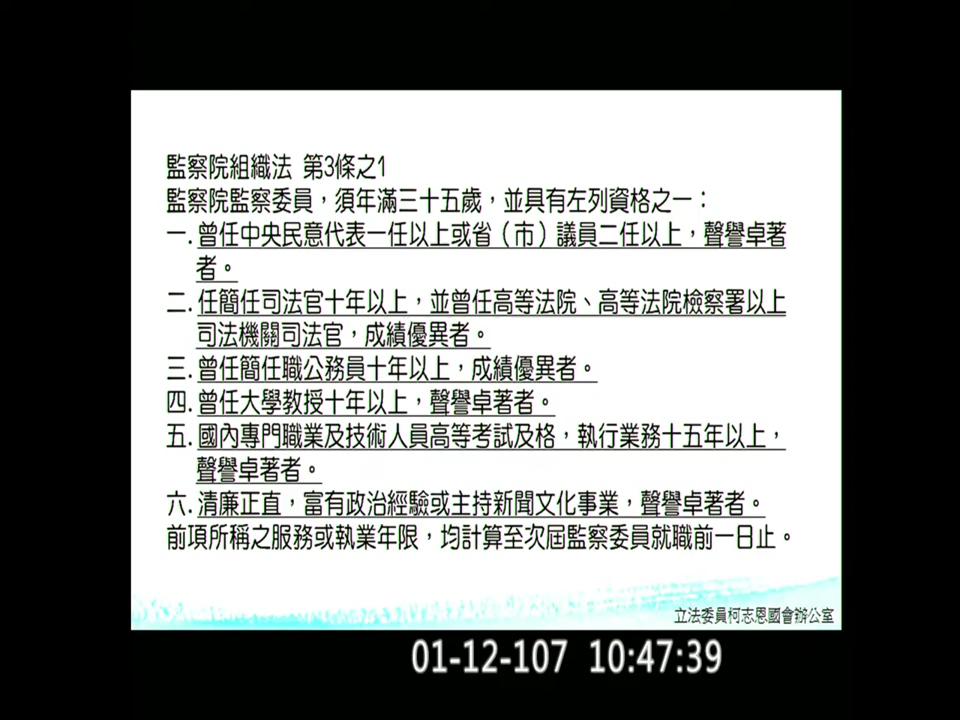 監察院組織法 第3條之1
監察院監察委員，須年滿三十五歲，並具有左列資格之一：
一. 曾任中央民意代表一任以上或省（市）議員二任以上，聲譽卓著
者。
二. 任簡任司法官十年以上，並曾任高等法院、高等法院檢察署以上
司法機關司法官，成績優異者。
三. 曾任簡任職公務員十年以上，成績優異者。
四. 曾任大學教授十年以上，聲譽卓著者。
五. 國內專門職業及技術人員高等考試及格，執行業務十五年以上，
聲譽卓著者。
六. 清廉正直，富有政治經驗或主持新聞文化事業，聲譽卓著者。
前項所稱之服務或執業年限，均計算至次屆監察委員就職前一日止。
立法委員柯志恩國會辦公室
01-12-107 10:47:39